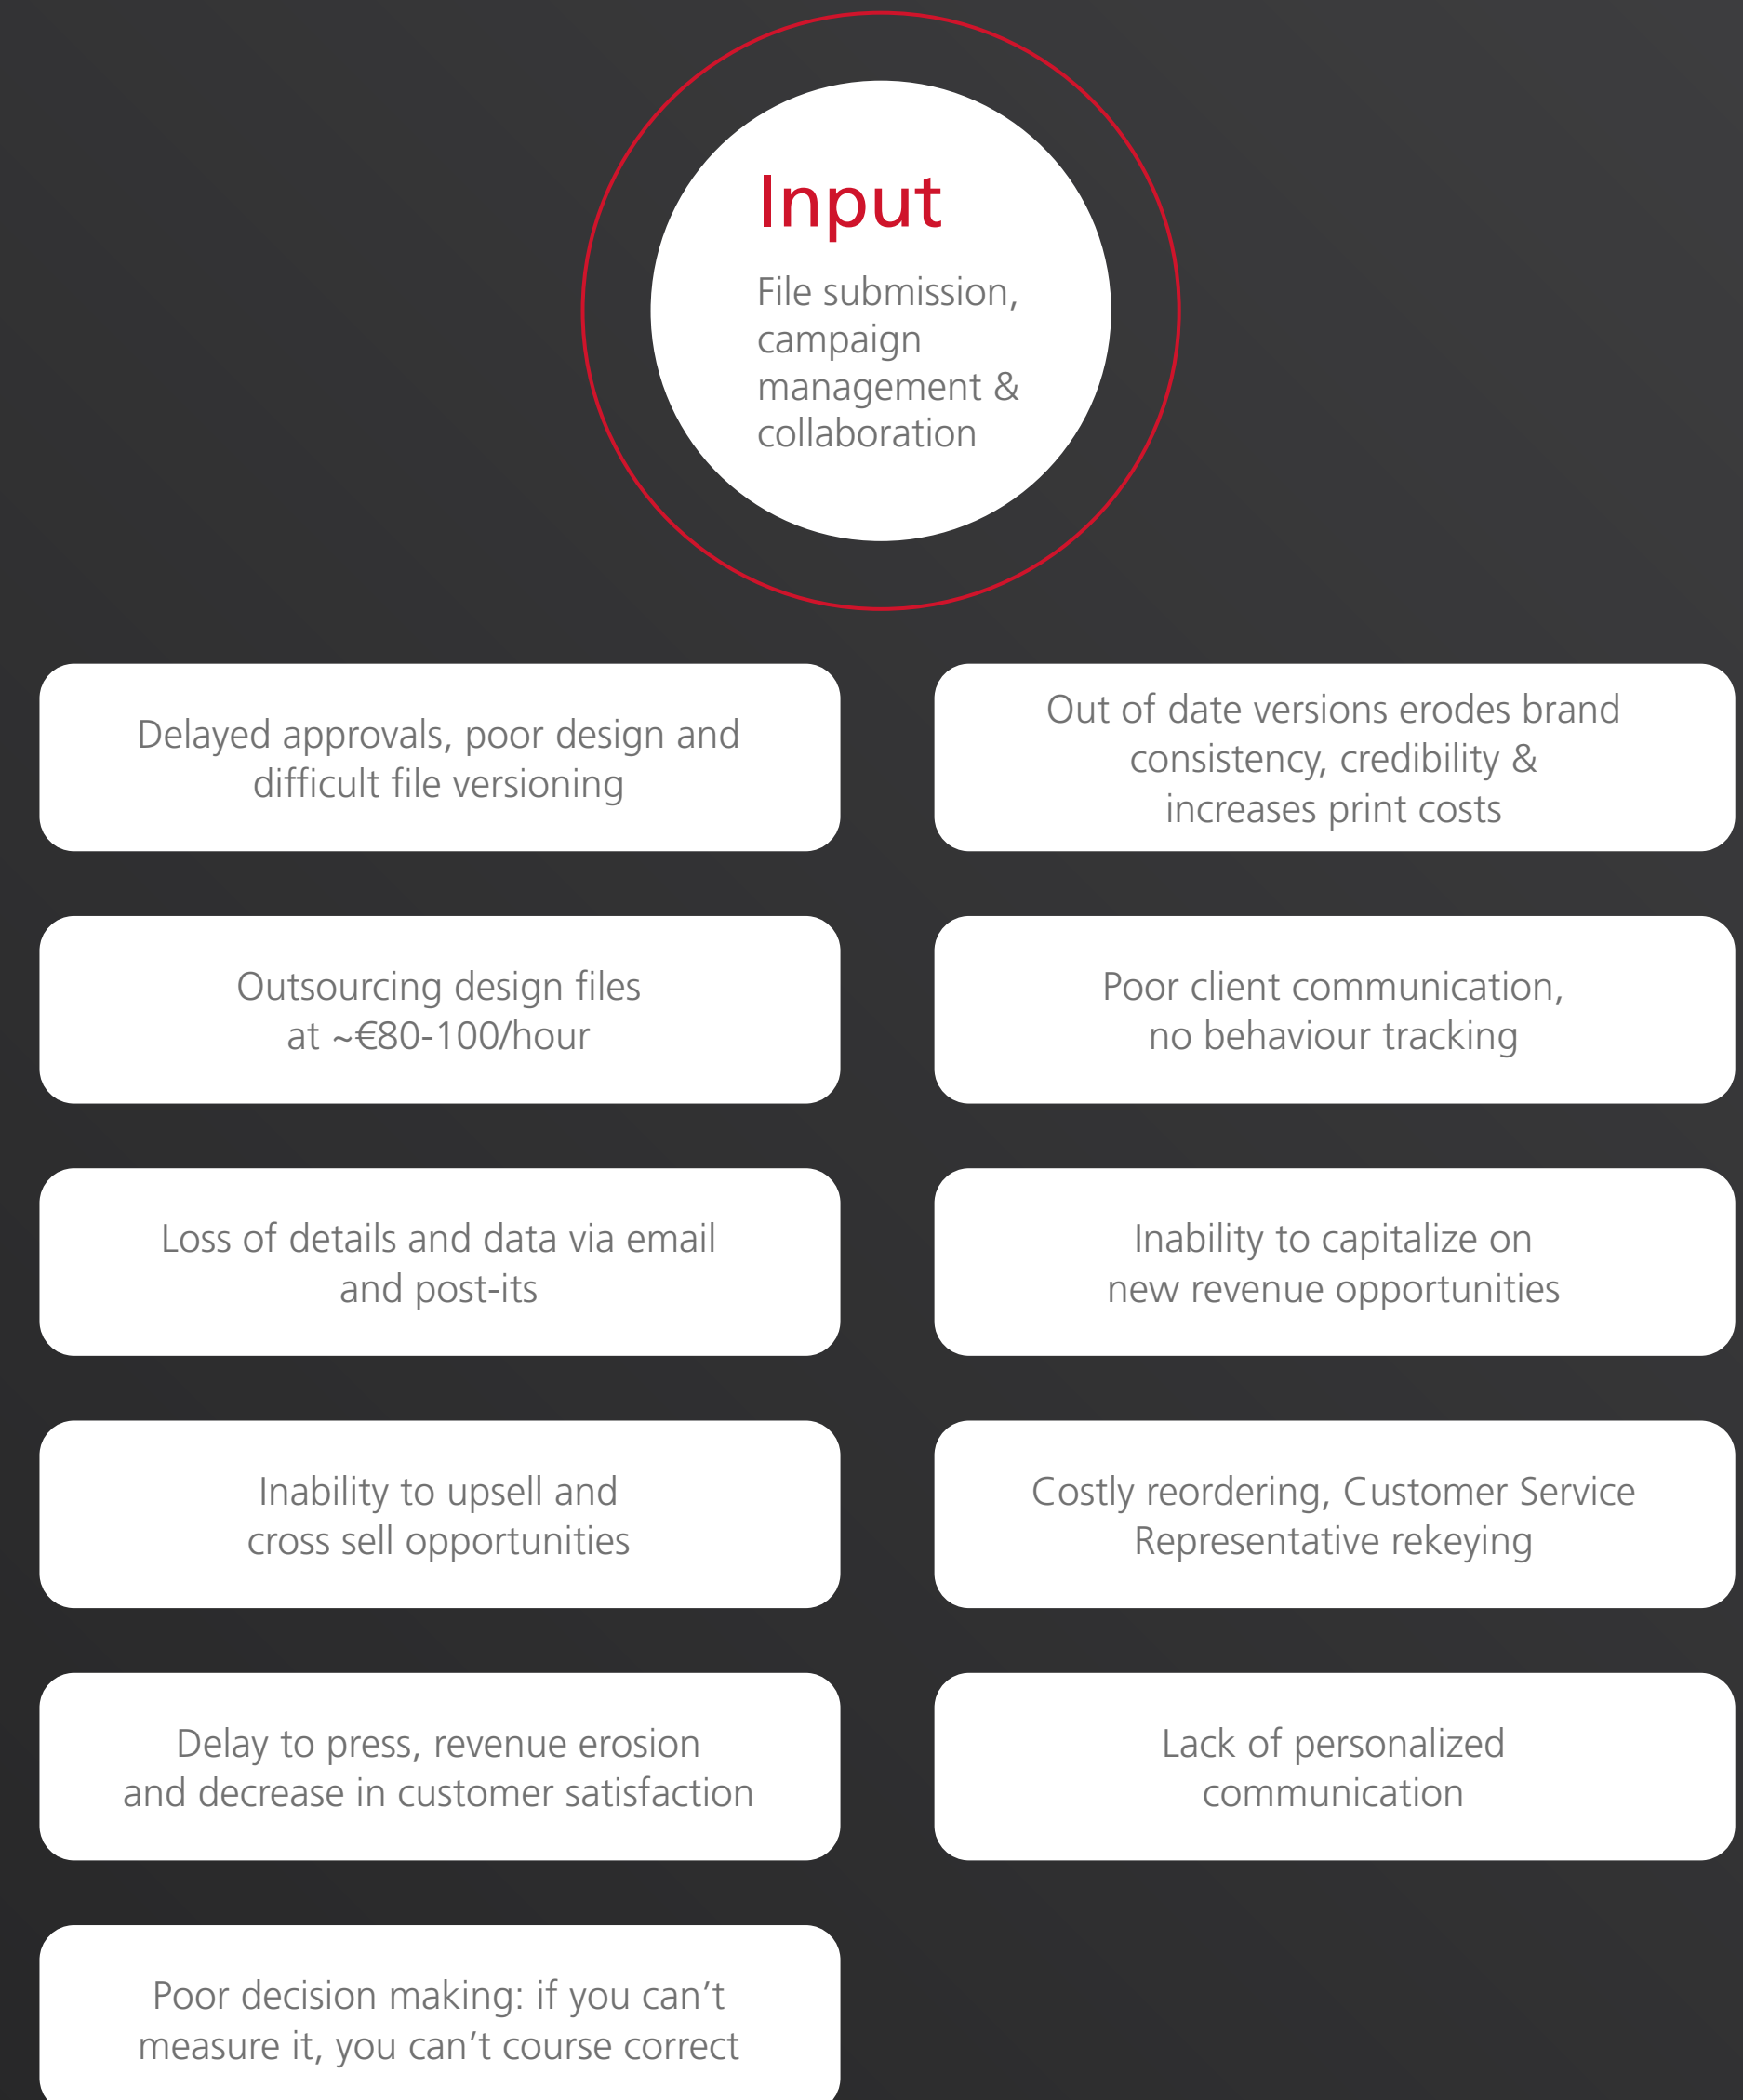 Input
File submission,
campaign
management &
collaboration
Delayed approvals, poor design and
difficult file versioning
Out of date versions erodes brand
consistency, credibility &
increases print costs
Outsourcing design files
at ~€80-100/hour
Poor client communication,
no behaviour tracking
Loss of details and data via email
and post-its
Inability to capitalize on
new revenue opportunities
Inability to upsell and
cross sell opportunities
Costly reordering, Customer Service
Representative rekeying
Delay to press, revenue erosion
and decrease in customer satisfaction
Lack of personalized
communication
Poor decision making: if you can’t
measure it, you can’t course correct